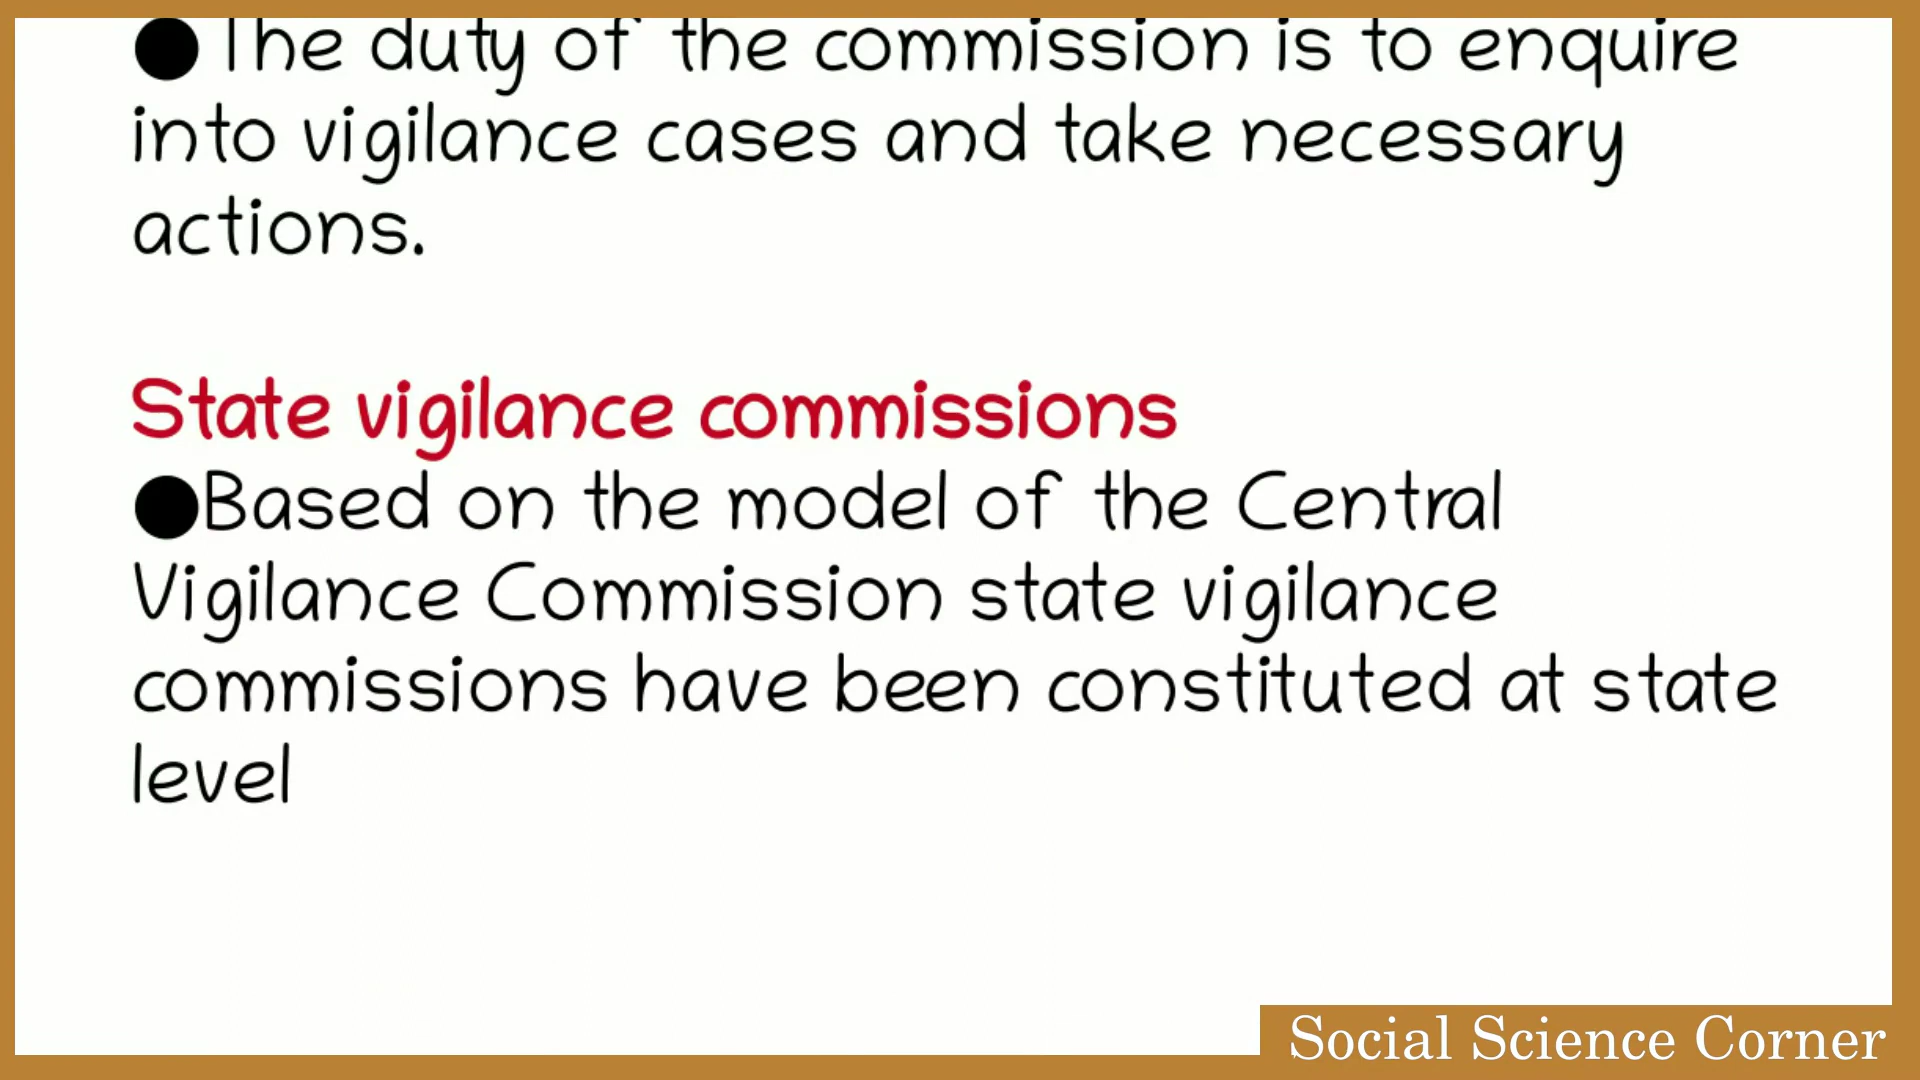 ●The duty of the commission is to enquire
into vigilance cases and take necessary
actions.
State vigilance commissions
●Based on the model of the Central
Vigilance Commission state vigilance
commissions have been constituted at state
level
Social Science Corner